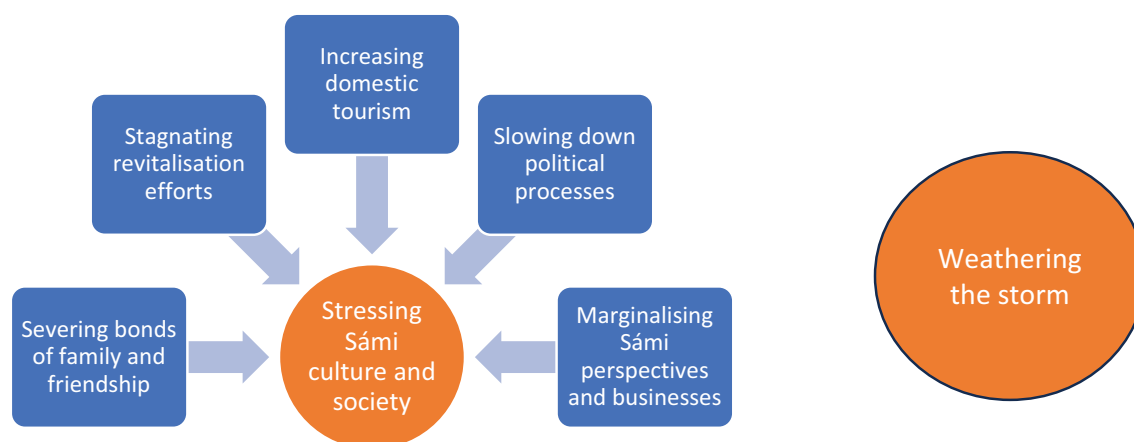 Increasing
domestic
tourism
Stagnating
revitalisation
efforts
Slowing down
political
processes
Severing bonds
of family and
friendship
Stressing
Sámi
culture and
society
Marginalising
Sámi
perspectives
and businesses
Weathering
the storm